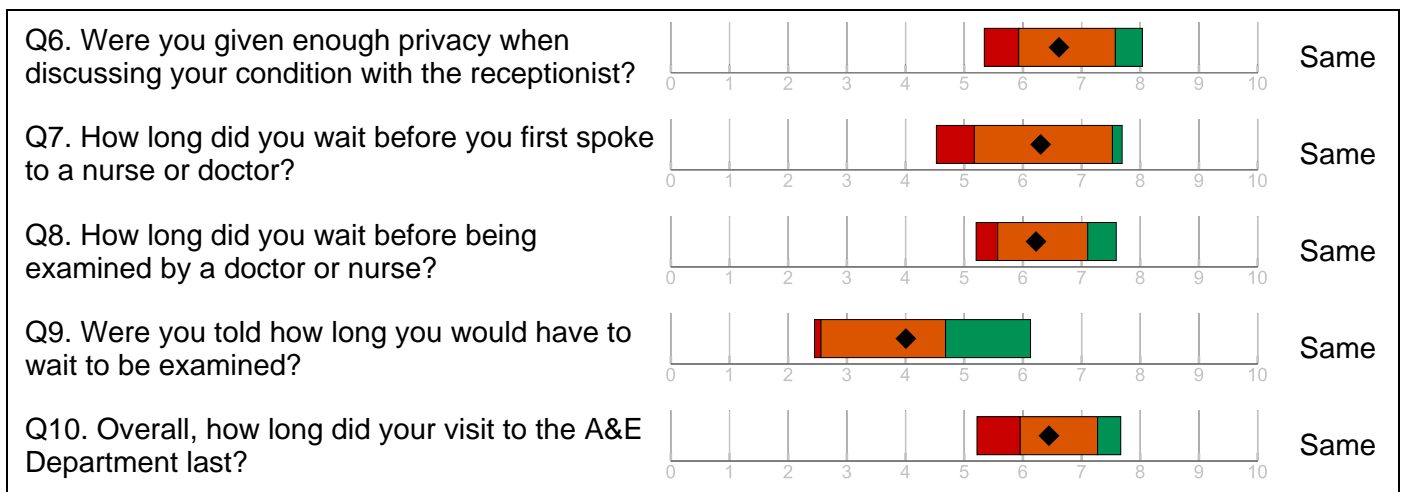 Q6. Were you given enough privacy when
discussing your condition with the receptionist?
0 1 2 3 4 5 6 7 8 9 10
Same
Q7. How long did you wait before you first spoke
to a nurse or doctor?
0 1 2 3 4 5 6 7 8 9 10
Same
Q8. How long did you wait before being
examined by a doctor or nurse?
0 1 2 3 4 5 6 7 8 9 10
Same
Q9. Were you told how long you would have to
wait to be examined?
0 1 2 3 4 5 6 7 8 9 10
Same
Q10. Overall, how long did your visit to the A&E
Department last?
0 1 2 3 4 5 6 7 8 9 10
Same